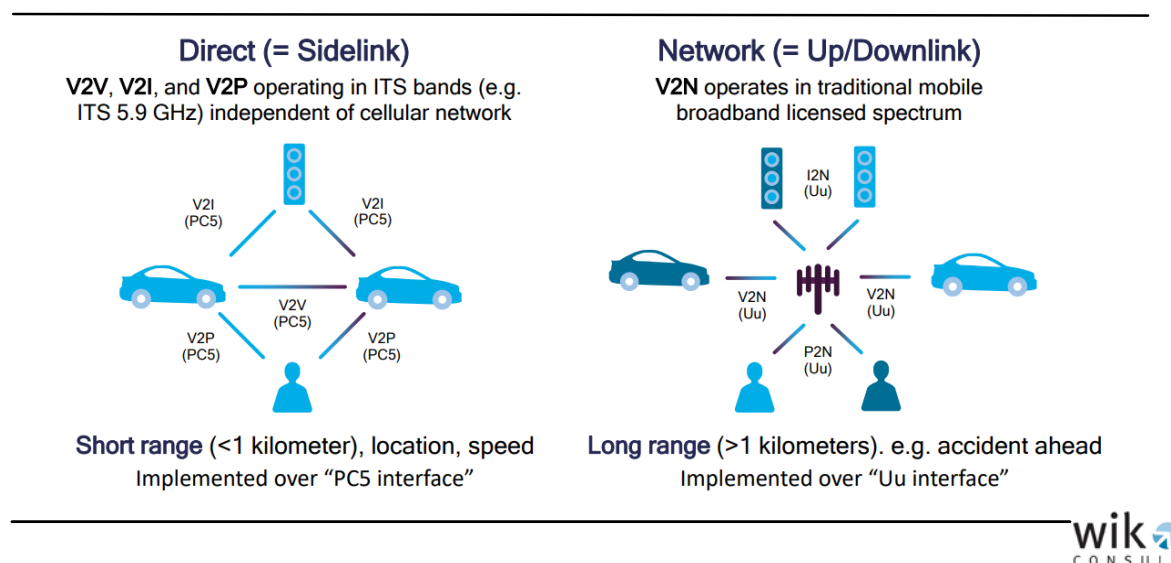 Direct (= Sidelink)
V2V, V2I, and V2P operating in ITS bands (e.g.
ITS 5.9 GHz) independent of cellular network
V2I
(PC5)
V2I
(PC5)
V2V
(PC5)
V2P
(PC5)
V2P
(PC5)
Short range (<1 kilometer), location, speed
Implemented over “PC5 interface”
Network (= Up/Downlink)
V2N operates in traditional mobile
broadband licensed spectrum
I2N
(Uu)
V2N
(Uu)
V2N
(Uu)
P2N
(Uu)
Long range (>1 kilometers). e.g. accident ahead
Implemented over “Uu interface”
wik
CONSUL